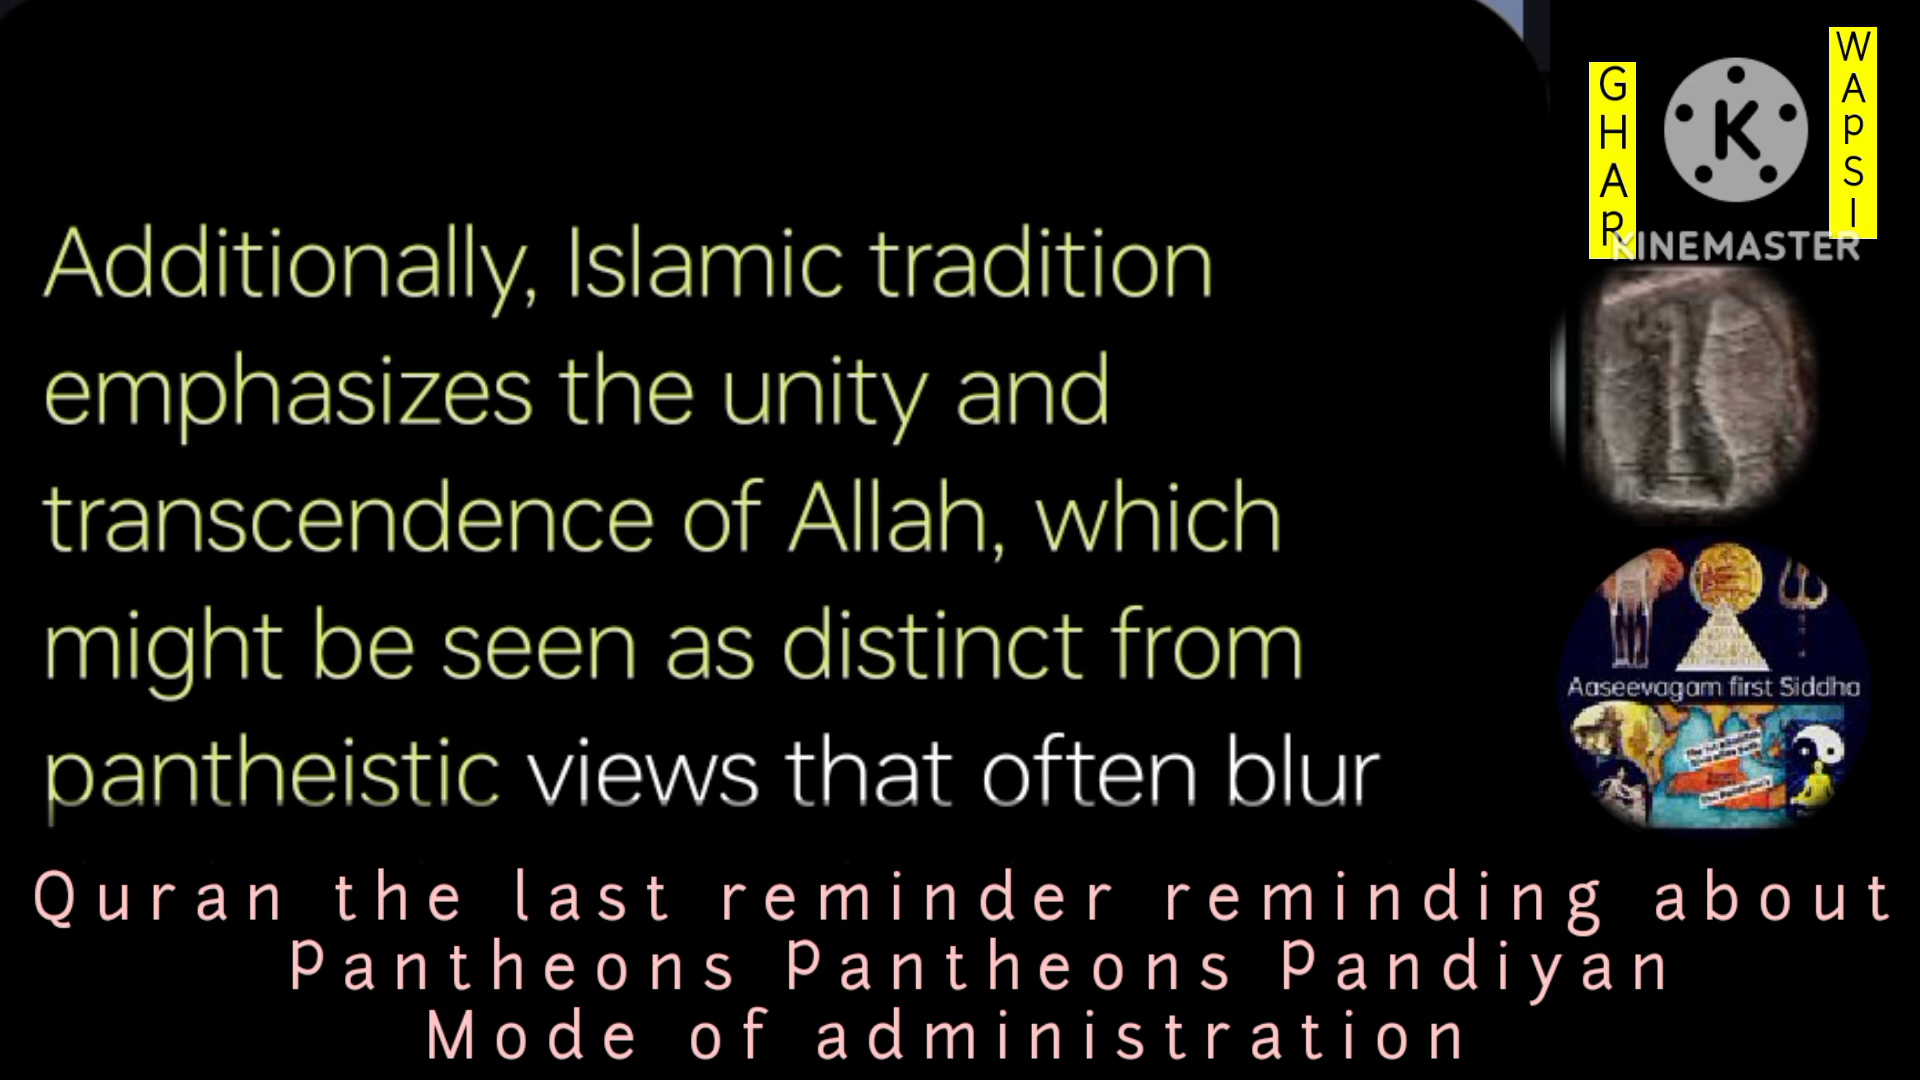 Additionally, Islamic tradition
emphasizes the unity and
transcendence of Allah, which
might be seen as distinct from
pantheistic views that often blur
GHAR
K
WAPSI
KINEMASTER
Aaseevagam first Siddha
Quran the last reminder reminding about
Pantheons Pantheons Pandiyan
Mode of administration